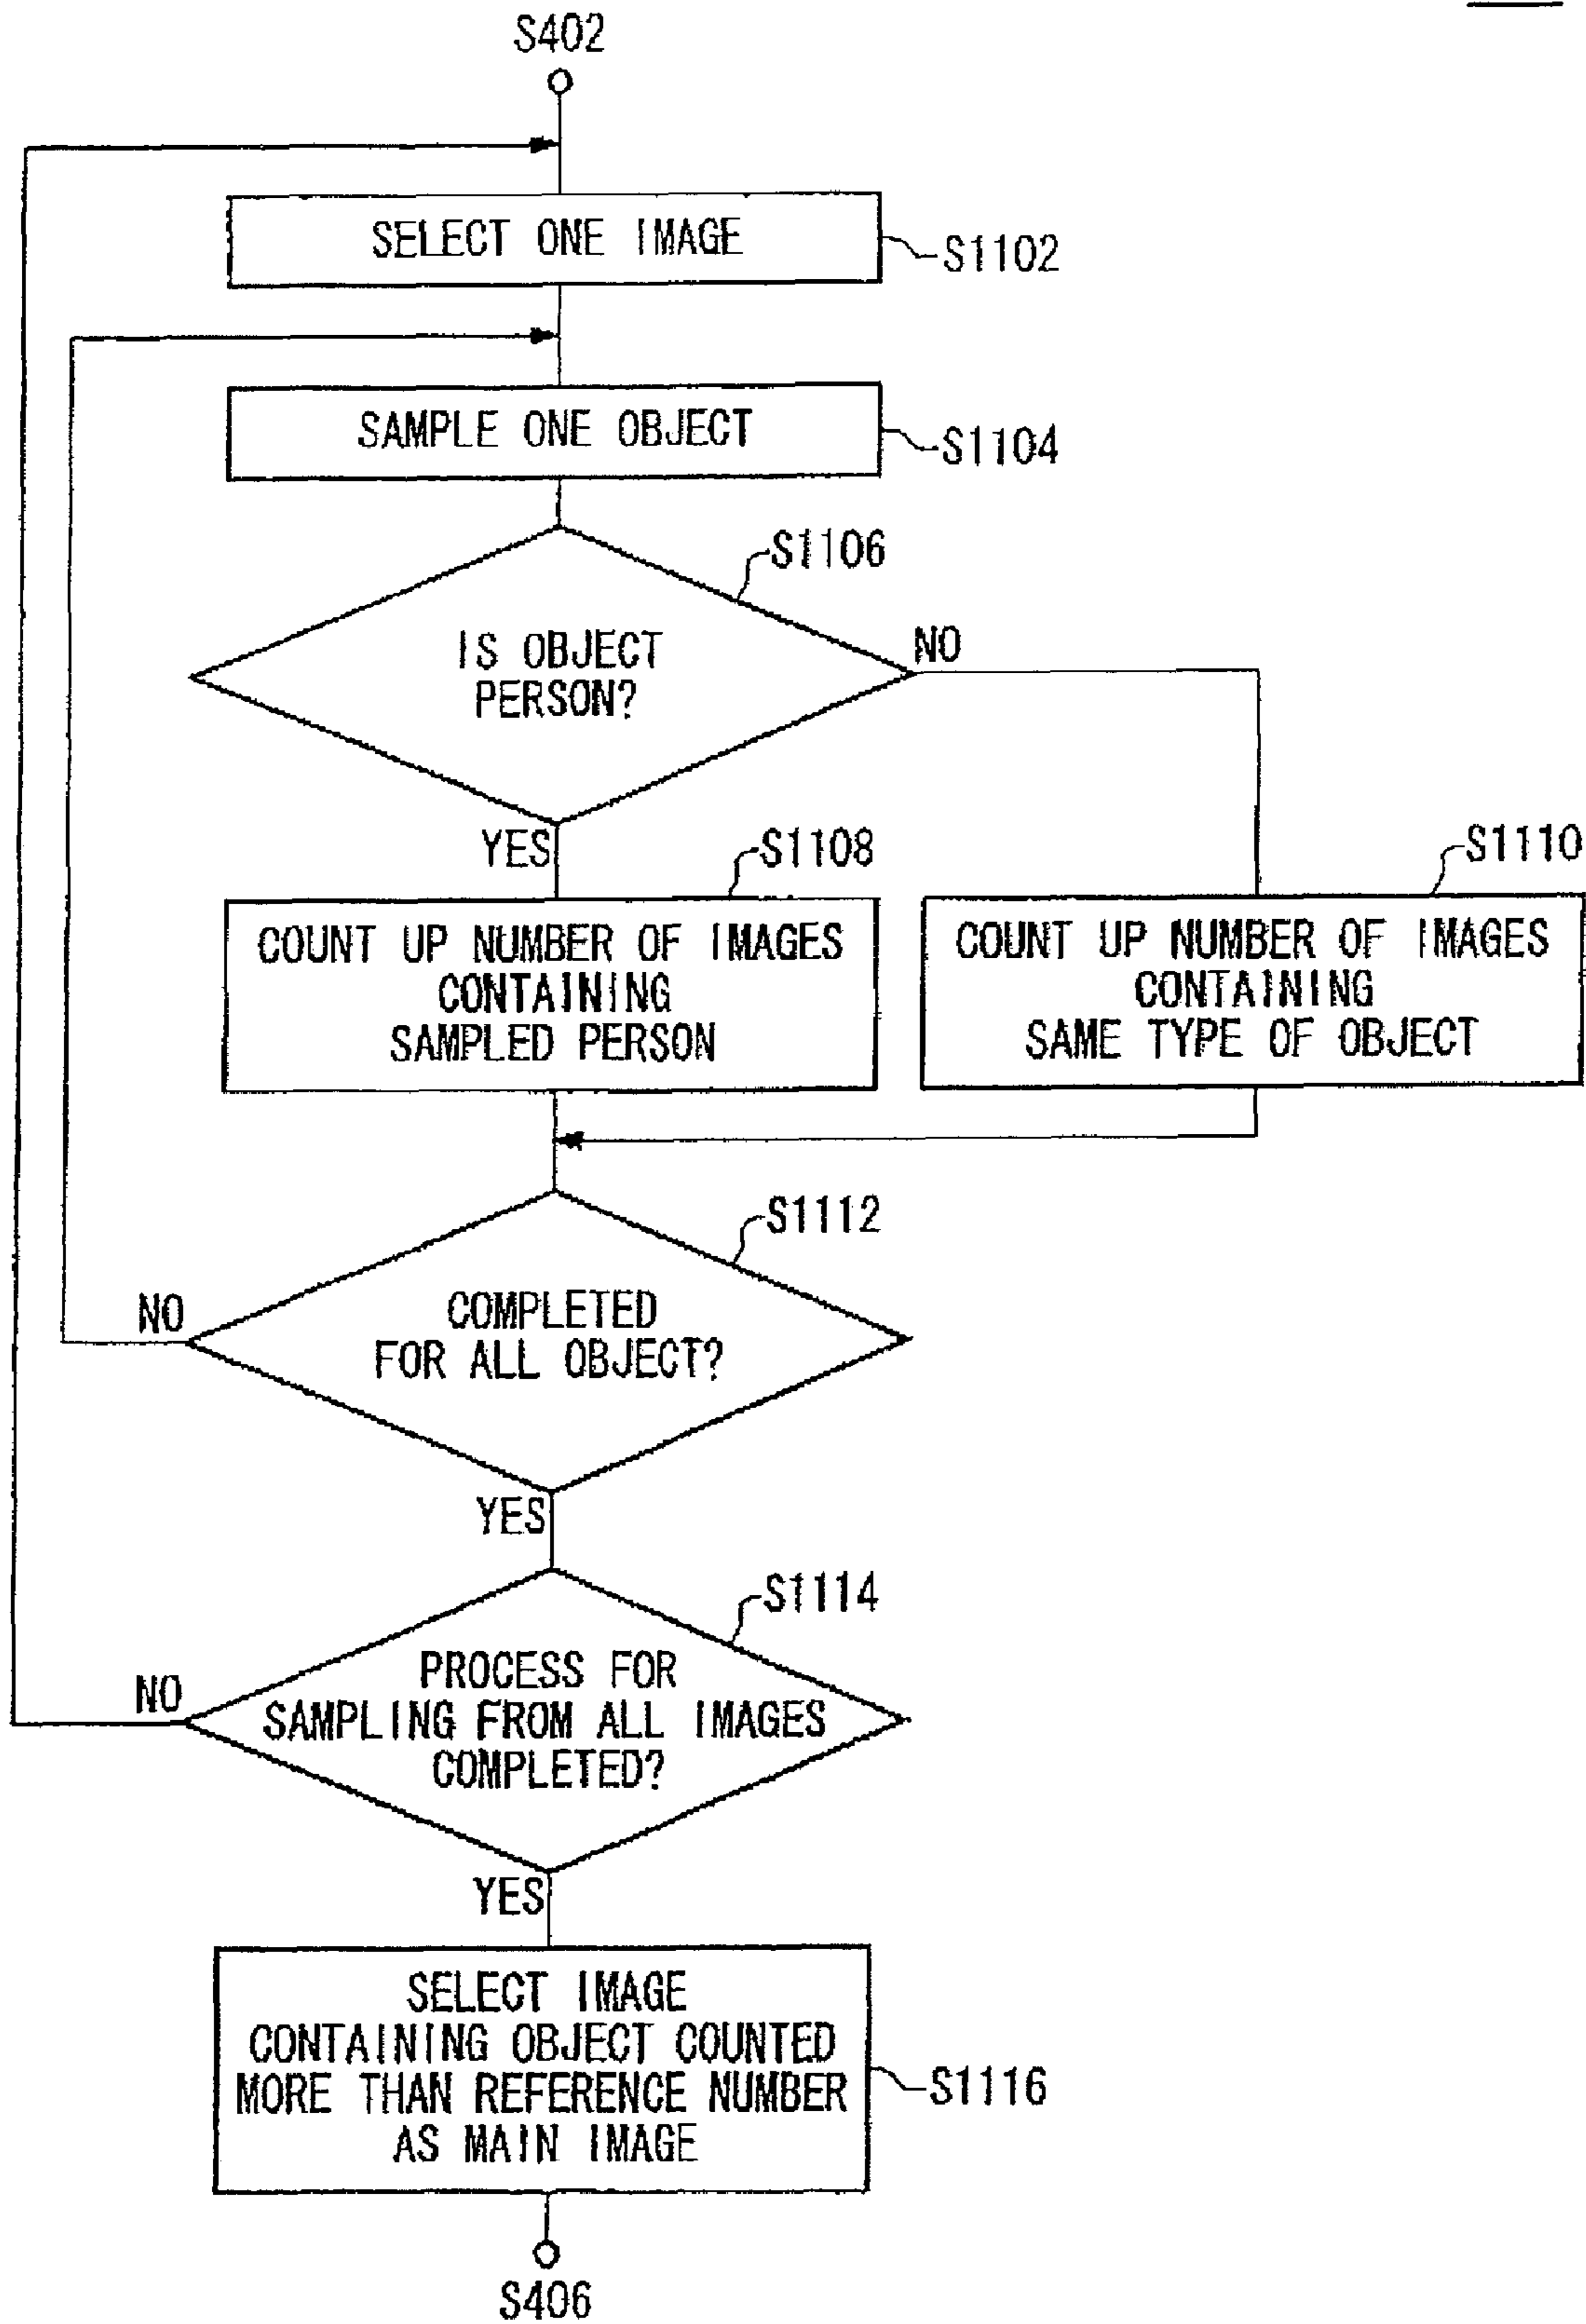 S402
SELECT ONE IMAGE
S1102
SAMPLE ONE OBJECT
S1104
S1106
IS OBJECT
PERSON?
NO
YES
S1108
COUNT UP NUMBER OF IMAGES
CONTAINING
SAMPLED PERSON
S1110
COUNT UP NUMBER OF IMAGES
CONTAINING
SAME TYPE OF OBJECT
S1112
COMPLETED
FOR ALL OBJECT?
NO
YES
S1114
PROCESS FOR
SAMPLING FROM ALL IMAGES
COMPLETED?
NO
YES
SELECT IMAGE
CONTAINING OBJECT COUNTED
MORE THAN REFERENCE NUMBER
AS MAIN IMAGE
S1116
S406